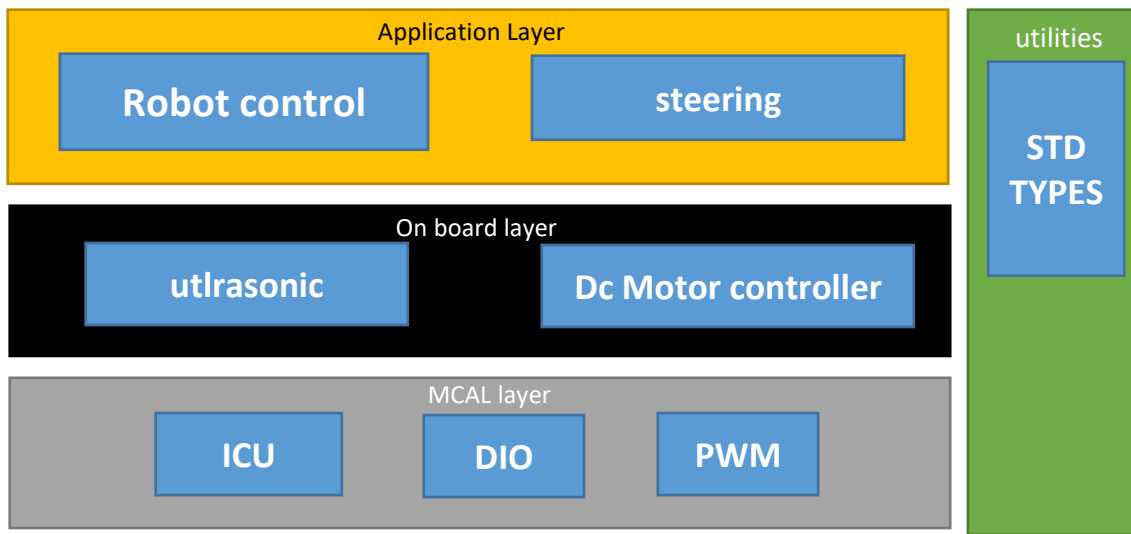 Application Layer
Robot control
steering
On board layer
utlrasonic
Dc Motor controller
MCAL layer
ICU
DIO
PWM
utilities
STD
TYPES